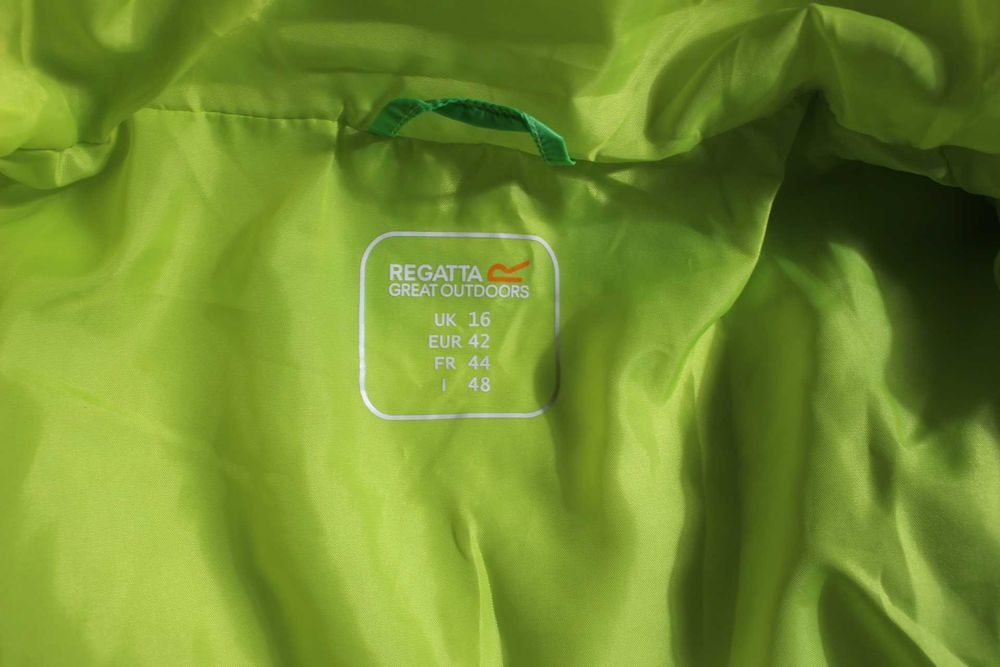 REGATTA
GREAT OUTDOORS
UK 16
EUR 42
FR 44
I 48